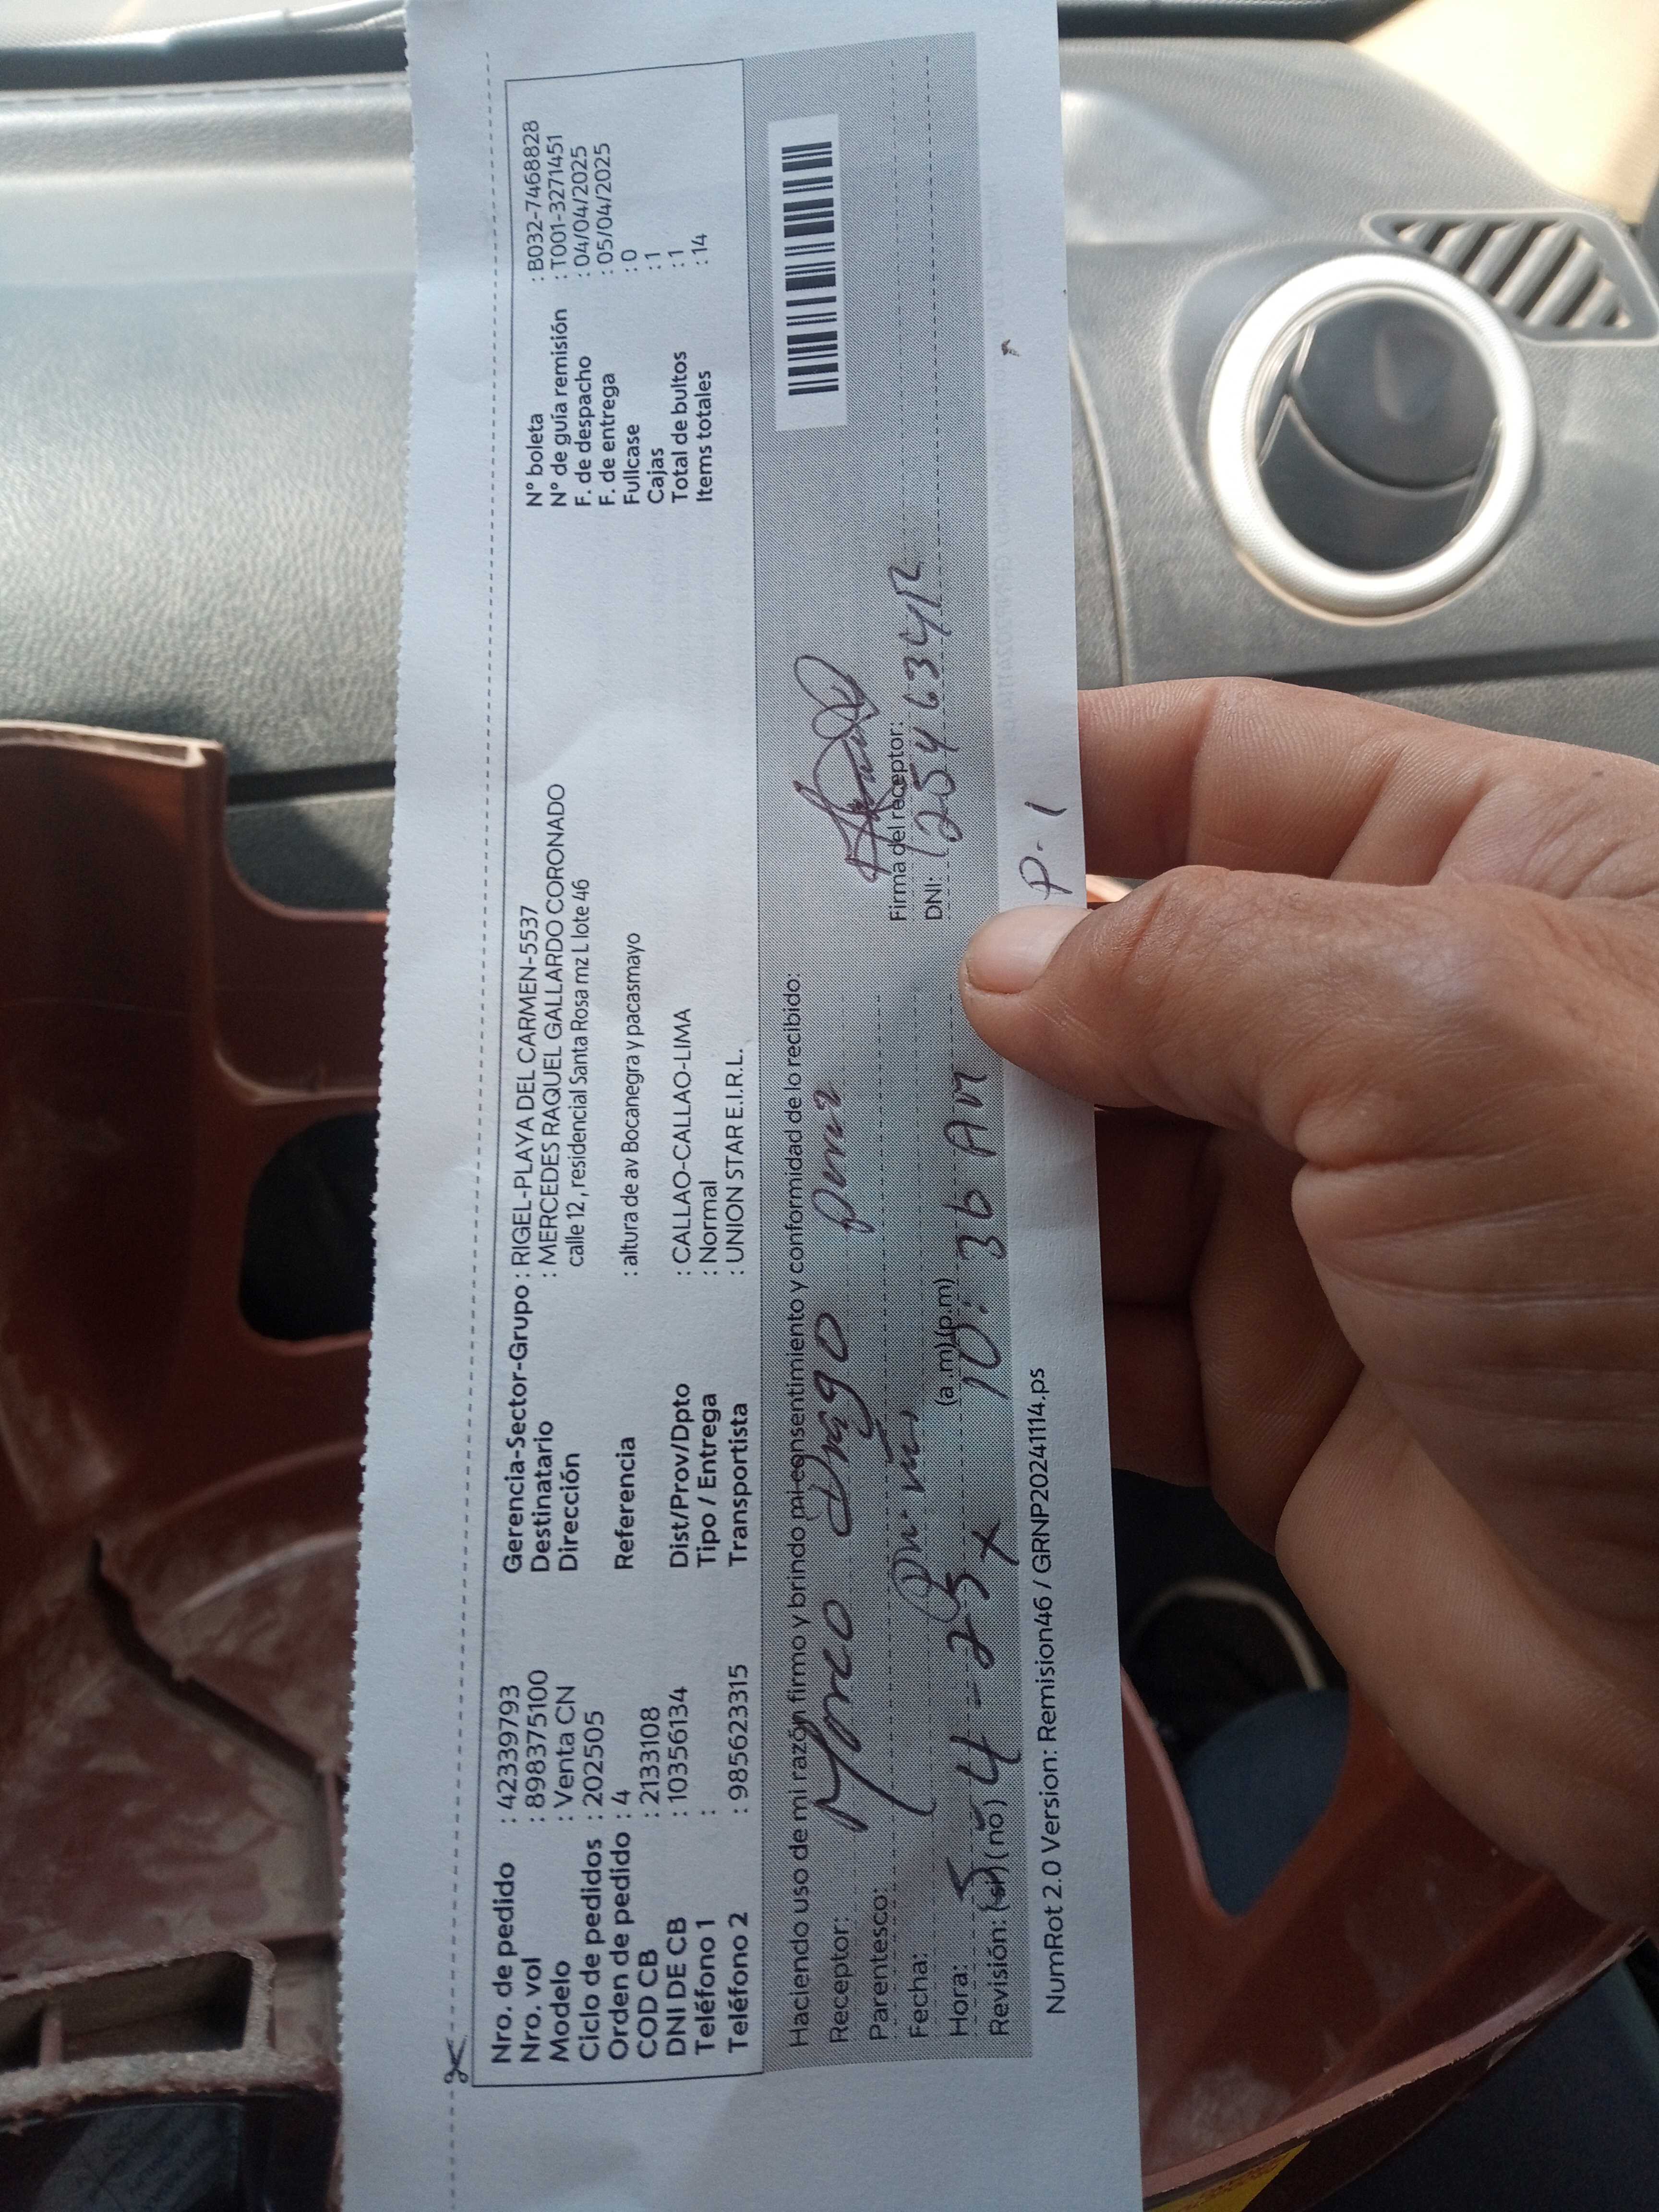 Nro. de pedido : 42339793
Nro. vol : 898375100
Modelo : Venta CN
Ciclo de pedidos : 202505
Orden de pedido : 4
COD CB : 2133108
DNI DE CB : 10356134
Teléfono 1 :
Teléfono 2 : 985623315
Gerencia-Sector-Grupo : RIGEL-PLAYA DEL CARMEN-5537
Destinatario : MERCEDES RAQUEL GALLARDO CORONADO
Dirección calle 12 , residencial Santa Rosa mz L lote 46
Referencia : altura de av Bocanegra y pacasmayo
Dist/Prov/Dpto : CALLAO-CALLAO-LIMA
Tipo / Entrega : Normal
Transportista : UNION STAR E.I.R.L.
N° boleta : B032-7468828
N° de guía remisión : T001-3271451
F. de despacho : 04/04/2025
F. de entrega : 05/04/2025
Fullcase : 0
Cajas : 1
Total de bultos : 1
Items totales : 14
Haciendo uso de mi razón firmo y brindo mi consentimiento y conformidad de lo recibido:
Receptor:
Parentesco:
Firma del receptor:
Fecha: 5-4-25
DNI:
Hora: (a.m)(p.m) 10:36 AM
Revisión: (si)(no) X
P-1
NumRot 2.0 Version: Remision46 / GRNP20241114.ps